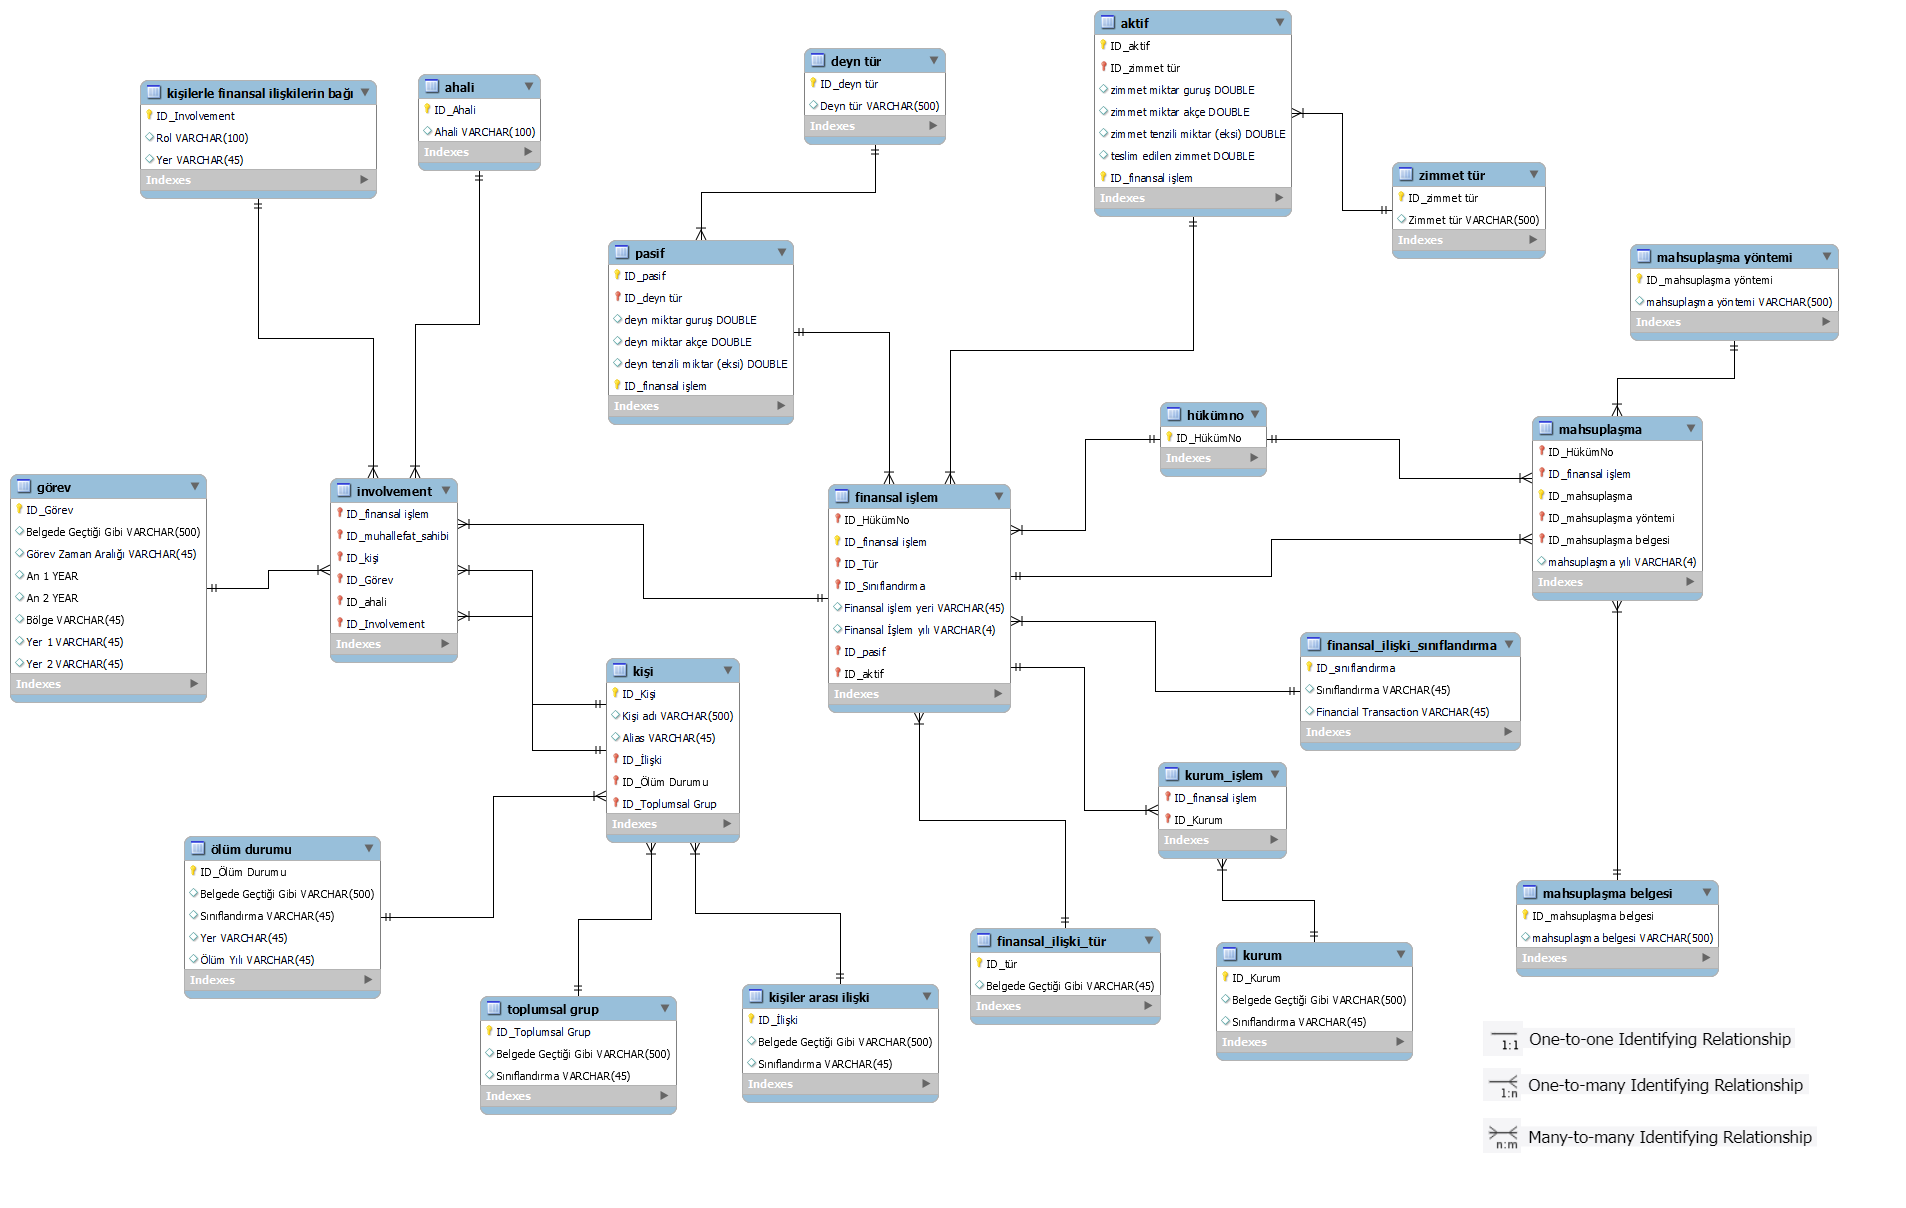 kişilerle finansal ilişkilerin bağı
ID_Involvement
Rol VARCHAR(100)
Yer VARCHAR(45)
Indexes
ahali
ID_Ahali
Ahali VARCHAR(100)
Indexes
deyn tür
ID_deyn tür
Deyn tür VARCHAR(500)
Indexes
aktif
ID_aktif
ID_zimmet tür
zimmet miktar guruş DOUBLE
zimmet miktar akçe DOUBLE
zimmet tenzili miktar (eksi) DOUBLE
teslim edilen zimmet DOUBLE
ID_finansal işlem
Indexes
zimmet tür
ID_zimmet tür
Zimmet tür VARCHAR(500)
Indexes
pasif
ID_pasif
ID_deyn tür
deyn miktar guruş DOUBLE
deyn miktar akçe DOUBLE
deyn tenzili miktar (eksi) DOUBLE
ID_finansal işlem
Indexes
mahsuplaşma yöntemi
ID_mahsuplaşma yöntemi
mahsuplaşma yöntemi VARCHAR(500)
Indexes
hükümno
ID_HükümNo
Indexes
mahsuplaşma
ID_HükümNo
ID_finansal işlem
ID_mahsuplaşma
ID_mahsuplaşma yöntemi
ID_mahsuplaşma belgesi
mahsuplaşma yılı VARCHAR(4)
Indexes
görev
ID_Görev
Belgede Geçtiği Gibi VARCHAR(500)
Görev Zaman Aralığı VARCHAR(45)
An 1 YEAR
An 2 YEAR
Bölge VARCHAR(45)
Yer 1 VARCHAR(45)
Yer 2 VARCHAR(45)
Indexes
involvement
ID_finansal işlem
ID_muhallefat_sahibi
ID_kişi
ID_Görev
ID_ahali
ID_Involvement
Indexes
finansal işlem
ID_HükümNo
ID_finansal işlem
ID_Tür
ID_Sınıflandırma
Finansal işlem yeri VARCHAR(45)
Finansal İşlem yılı VARCHAR(4)
ID_pasif
ID_aktif
Indexes
finansal_ilişki_sınıflandırma
ID_sınıflandırma
Sınıflandırma VARCHAR(45)
Financial Transaction VARCHAR(45)
Indexes
kişi
ID_Kişi
Kişi adı VARCHAR(500)
Alias VARCHAR(45)
ID_İlişki
ID_Ölüm Durumu
ID_Toplumsal Grup
Indexes
kurum_işlem
ID_finansal işlem
ID_Kurum
Indexes
ölüm durumu
ID_Ölüm Durumu
Belgede Geçtiği Gibi VARCHAR(500)
Sınıflandırma VARCHAR(45)
Yer VARCHAR(45)
Ölüm Yılı VARCHAR(45)
Indexes
mahsuplaşma belgesi
ID_mahsuplaşma belgesi
mahsuplaşma belgesi VARCHAR(500)
Indexes
finansal_ilişki_tür
ID_tür
Belgede Geçtiği Gibi VARCHAR(45)
Indexes
kurum
ID_Kurum
Belgede Geçtiği Gibi VARCHAR(500)
Sınıflandırma VARCHAR(45)
Indexes
toplumsal grup
ID_Toplumsal Grup
Belgede Geçtiği Gibi VARCHAR(500)
Sınıflandırma VARCHAR(45)
Indexes
kişiler arası ilişki
ID_İlişki
Belgede Geçtiği Gibi VARCHAR(500)
Sınıflandırma VARCHAR(45)
Indexes
1:1 One-to-one Identifying Relationship
1:n One-to-many Identifying Relationship
n:m Many-to-many Identifying Relationship